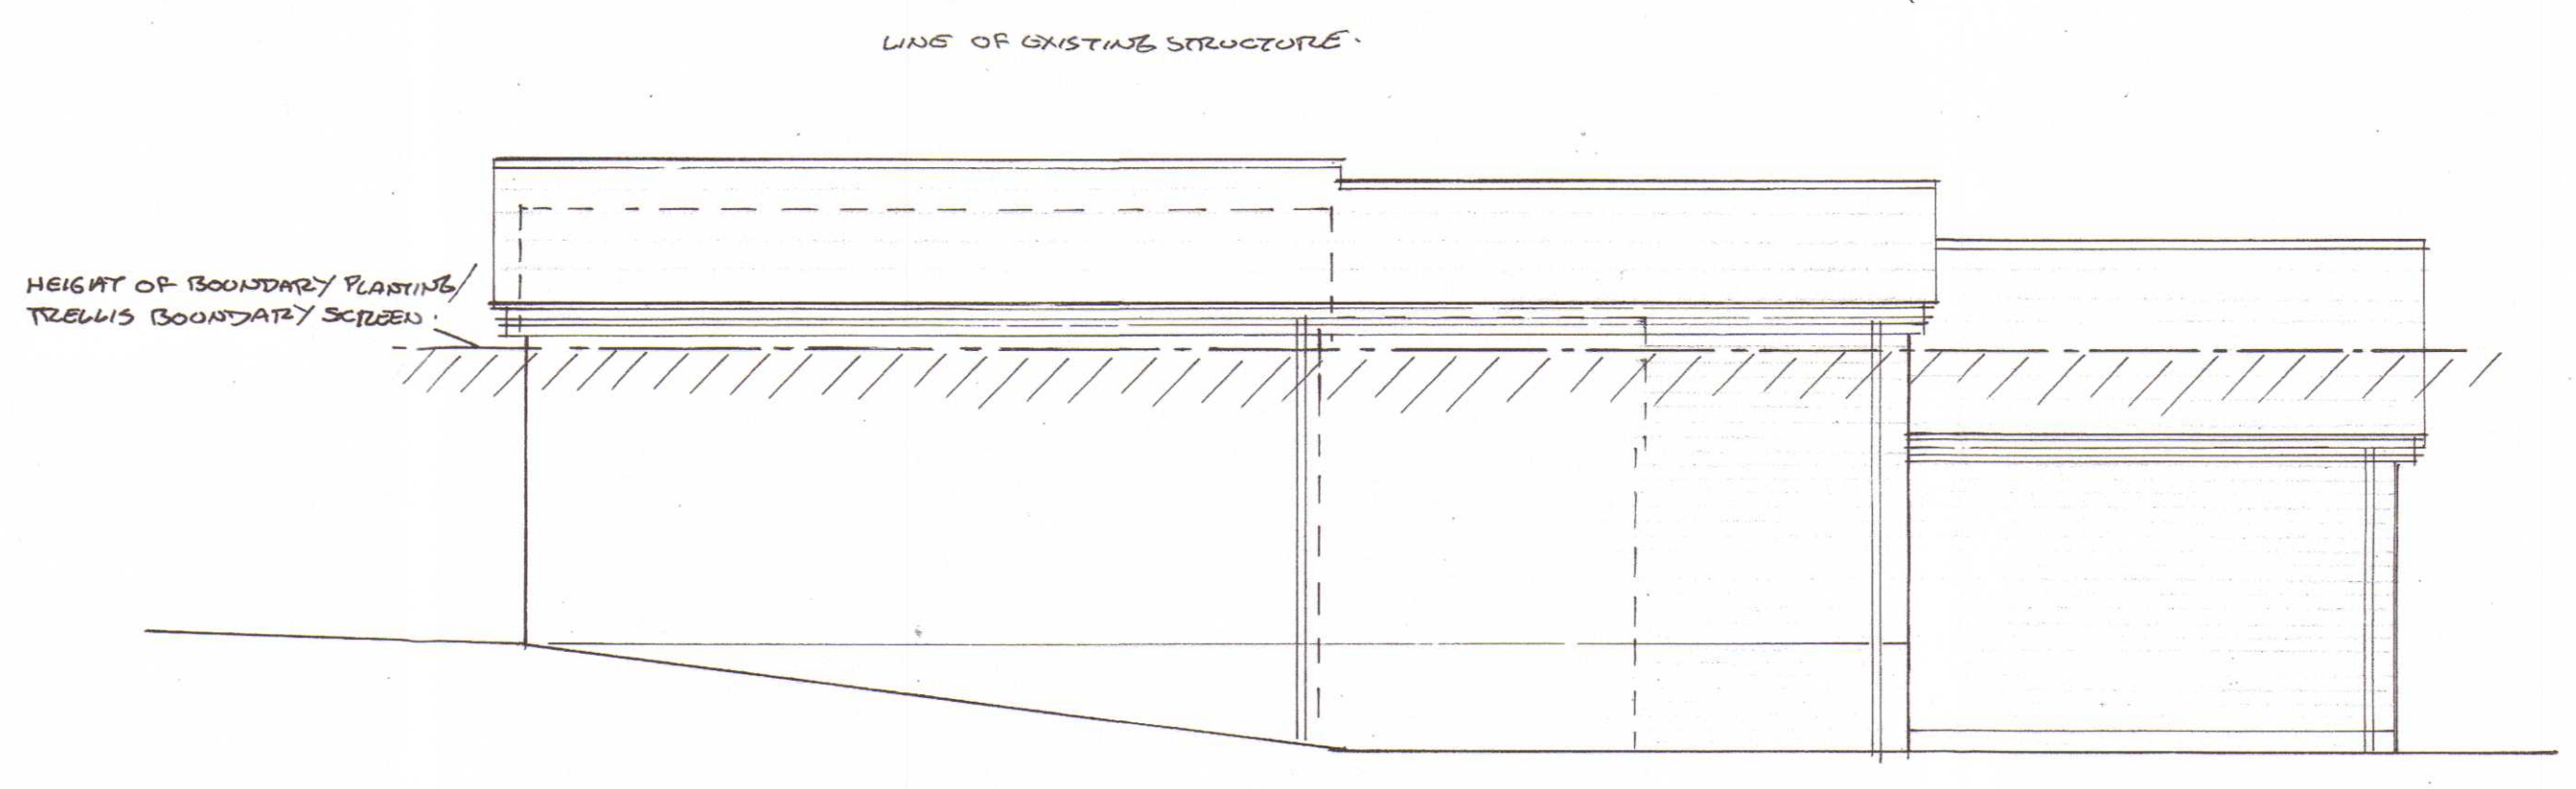 LINE OF EXISTING STRUCTURE.
HEIGHT OF BOUNDARY PLANTING/
TRELLIS BOUNDARY SCREEN.